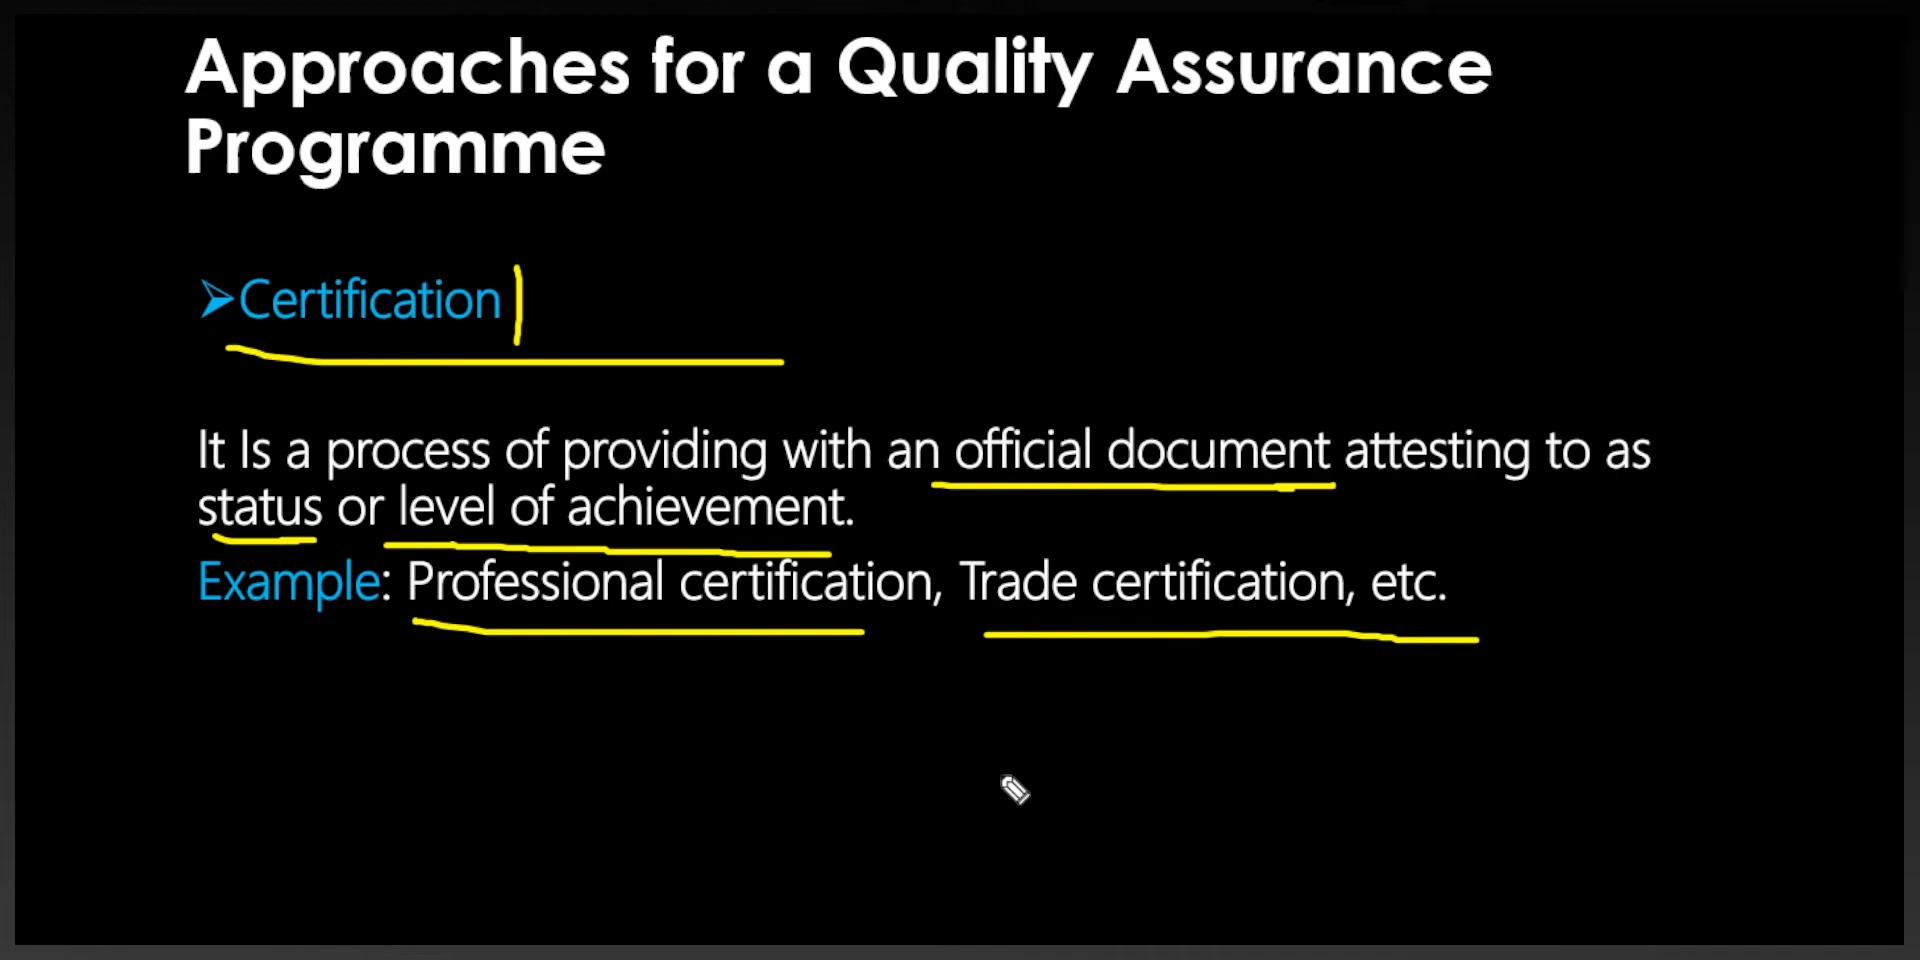 Approaches for a Quality Assurance
Programme
➢Certification
It Is a process of providing with an official document attesting to as
status or level of achievement.
Example: Professional certification, Trade certification, etc.